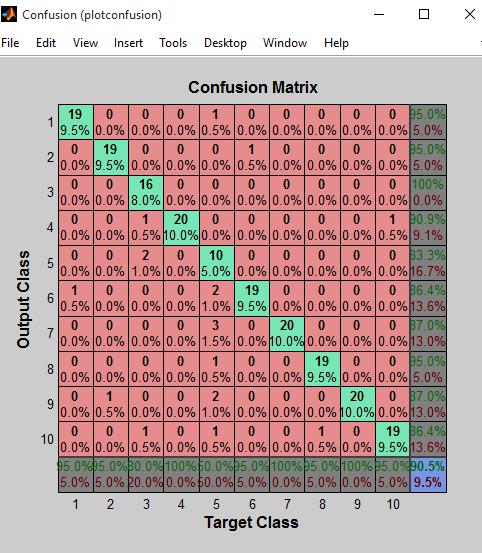 Confusion (plotconfusion)
File Edit View Insert Tools Desktop Window Help
Confusion Matrix
1 19 0 0 0 1 0 0 0 0 0 95.0%
9.5% 0.0% 0.0% 0.0% 0.5% 0.0% 0.0% 0.0% 0.0% 0.0% 5.0%
2 0 19 0 0 0 1 0 0 0 0 95.0%
0.0% 9.5% 0.0% 0.0% 0.0% 0.5% 0.0% 0.0% 0.0% 0.0% 5.0%
3 0 0 16 0 0 0 0 0 0 0 100%
0.0% 0.0% 8.0% 0.0% 0.0% 0.0% 0.0% 0.0% 0.0% 0.0% 0.0%
4 0 0 1 20 0 0 0 0 0 1 90.9%
0.0% 0.0% 0.5% 10.0% 0.0% 0.0% 0.0% 0.0% 0.0% 0.5% 9.1%
5 0 0 2 0 10 0 0 0 0 0 83.3%
0.0% 0.0% 1.0% 0.0% 5.0% 0.0% 0.0% 0.0% 0.0% 0.0% 16.7%
6 1 0 0 0 2 19 0 0 0 0 86.4%
0.5% 0.0% 0.0% 0.0% 1.0% 9.5% 0.0% 0.0% 0.0% 0.0% 13.6%
7 0 0 0 0 3 0 20 0 0 0 87.0%
0.0% 0.0% 0.0% 0.0% 1.5% 0.0% 10.0% 0.0% 0.0% 0.0% 13.0%
8 0 0 0 0 1 0 0 19 0 0 95.0%
0.0% 0.0% 0.0% 0.0% 0.5% 0.0% 0.0% 9.5% 0.0% 0.0% 5.0%
9 0 1 0 0 2 0 0 0 20 0 87.0%
0.0% 0.5% 0.0% 0.0% 1.0% 0.0% 0.0% 0.0% 10.0% 0.0% 13.0%
10 0 0 1 0 1 0 0 1 0 19 86.4%
0.0% 0.0% 0.5% 0.0% 0.5% 0.0% 0.0% 0.5% 0.0% 9.5% 13.6%
95.0% 95.0% 80.0% 100% 50.0% 95.0% 100% 95.0% 100% 95.0% 90.5%
5.0% 5.0% 20.0% 0.0% 50.0% 5.0% 0.0% 5.0% 0.0% 5.0% 9.5%
1 2 3 4 5 6 7 8 9 10
Output Class
Target Class